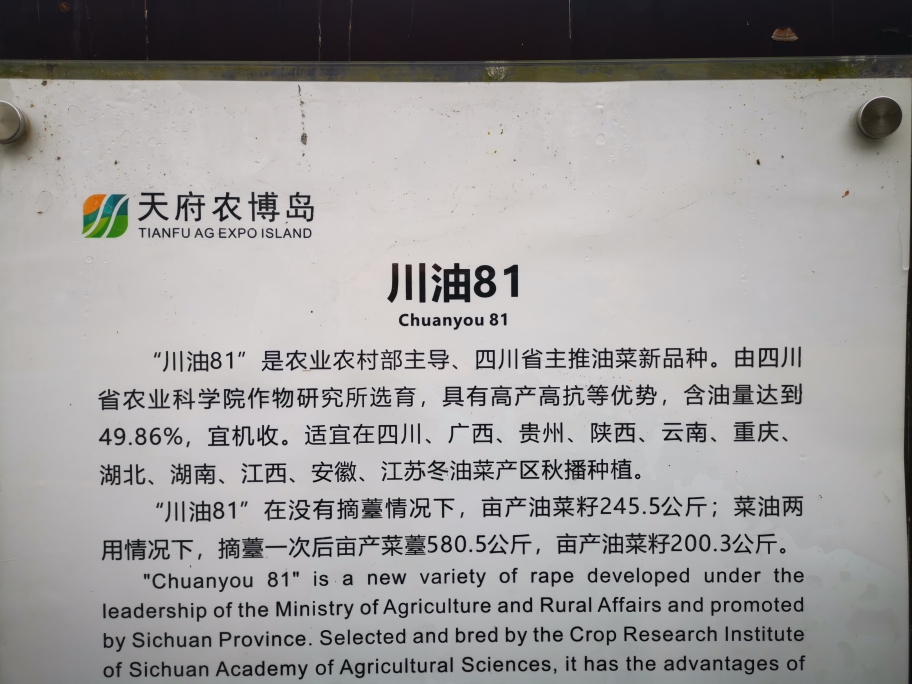 天府农博岛
TIANFU AG EXPO ISLAND
川油81
Chuanyou 81
“川油81”是农业农村部主导、四川省主推油菜新品种。由四川
省农业科学院作物研究所选育，具有高产高抗等优势，含油量达到
49.86%，宜机收。适宜在四川、广西、贵州、陕西、云南、重庆、
湖北、湖南、江西、安徽、江苏冬油菜产区秋播种植。
“川油81”在没有摘薹情况下，亩产油菜籽245.5公斤；菜油两
用情况下，摘薹一次后亩产菜薹580.5公斤，亩产油菜籽200.3公斤。
"Chuanyou 81" is a new variety of rape developed under the
leadership of the Ministry of Agriculture and Rural Affairs and promoted
by Sichuan Province. Selected and bred by the Crop Research Institute
of Sichuan Academy of Agricultural Sciences, it has the advantages of